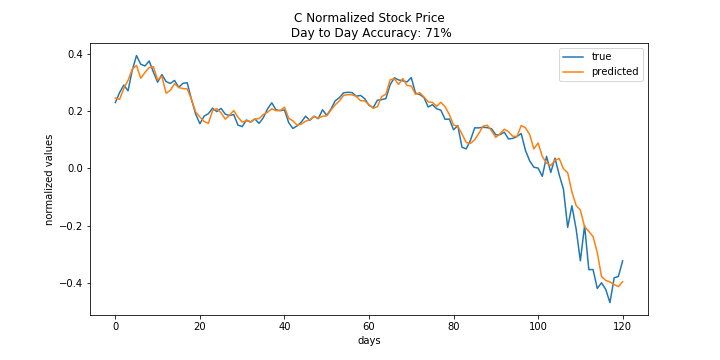 C Normalized Stock Price
Day to Day Accuracy: 71%
true
predicted
normalized values
0.4
0.2
0.0
−0.2
−0.4
0
20
40
60
80
100
120
days